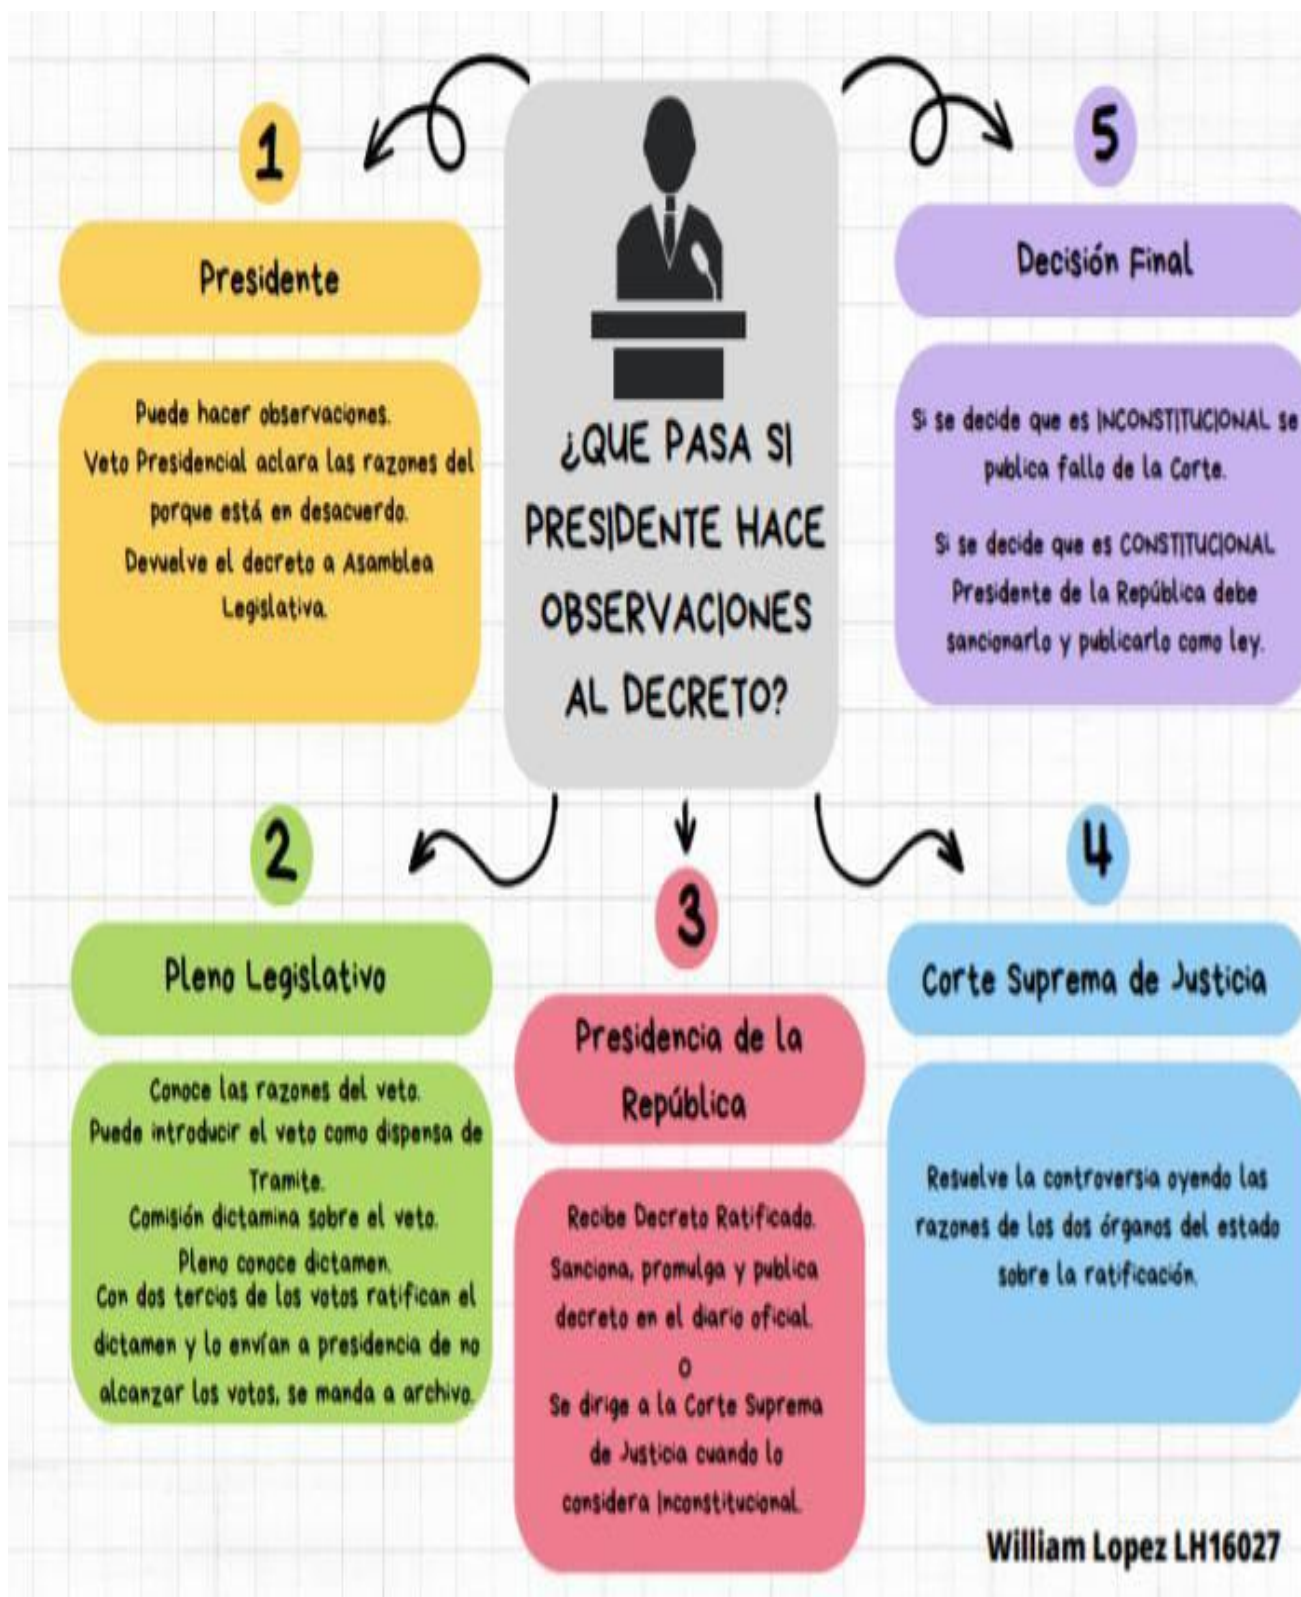 ¿QUE PASA SI
PRESIDENTE HACE
OBSERVACIONES
AL DECRETO?
1
Presidente
Puede hacer observaciones.
Veto Presidencial aclara las razones del
porque está en desacuerdo.
Devuelve el decreto a Asamblea
Legislativa.
2
Pleno Legislativo
Conoce las razones del veto.
Puede introducir el veto como dispensa de
Tramite.
Comisión dictamina sobre el veto.
Pleno conoce dictamen.
Con dos tercios de los votos ratifican el
dictamen y lo envían a presidencia de no
alcanzar los votos, se manda a archivo.
3
Presidencia de la
República
Recibe Decreto Ratificado.
Sanciona, promulga y publica
decreto en el diario oficial.
O
Se dirige a la Corte Suprema
de Justicia cuando lo
considera Inconstitucional.
4
Corte Suprema de Justicia
Resuelve la controversia oyendo las
razones de los dos órganos del estado
sobre la ratificación.
5
Decisión Final
Si se decide que es INCONSTITUCIONAL se
publica fallo de la Corte.
Si se decide que es CONSTITUCIONAL
Presidente de la República debe
sancionarlo y publicarlo como ley.
William Lopez LH16027